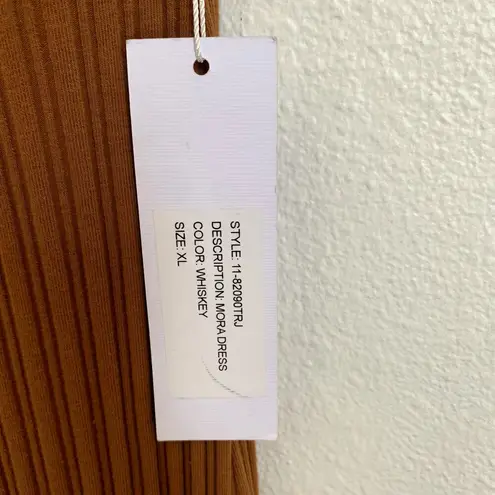 STYLE: 11-82090TRJ
DESCRIPTION: MORA DRESS
COLOR: WHISKEY
SIZE: XL